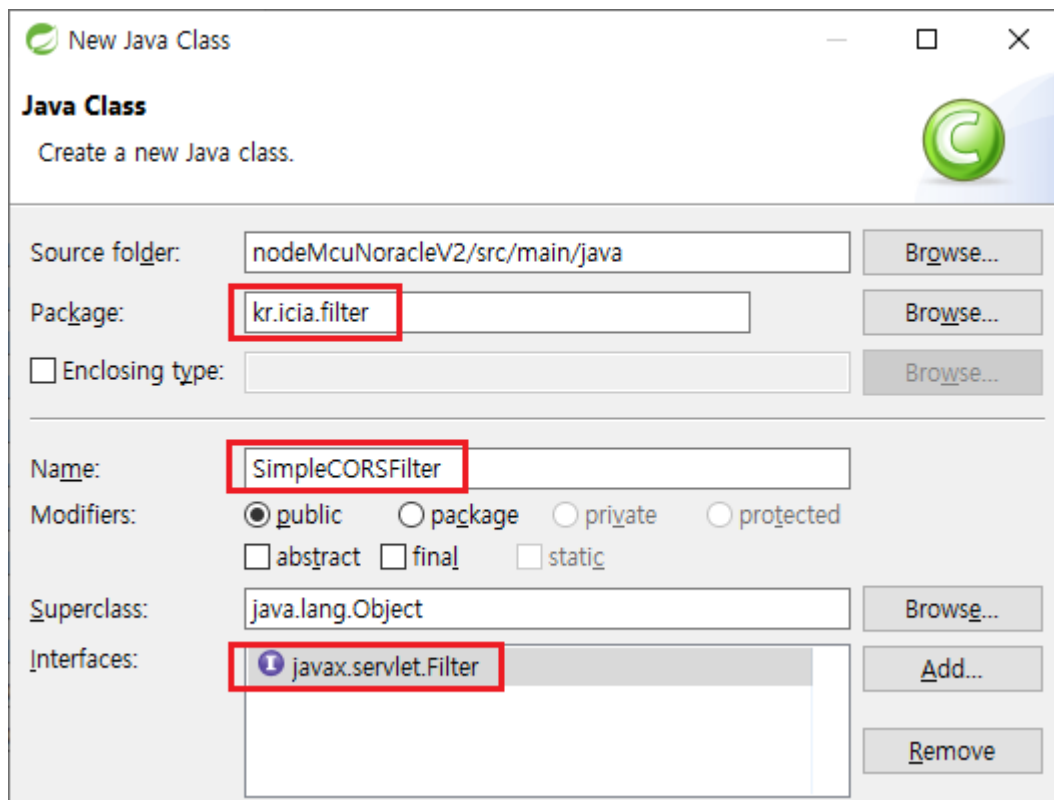 New Java Class
Java Class
Create a new Java class.
Source folder: nodeMcuNoracleV2/src/main/java Browse...
Package: kr.icia.filter Browse...
Enclosing type: Browse...
Name: SimpleCORSFilter
Modifiers: public package private protected
abstract final static
Superclass: java.lang.Object Browse...
Interfaces: javax.servlet.Filter Add...
Remove